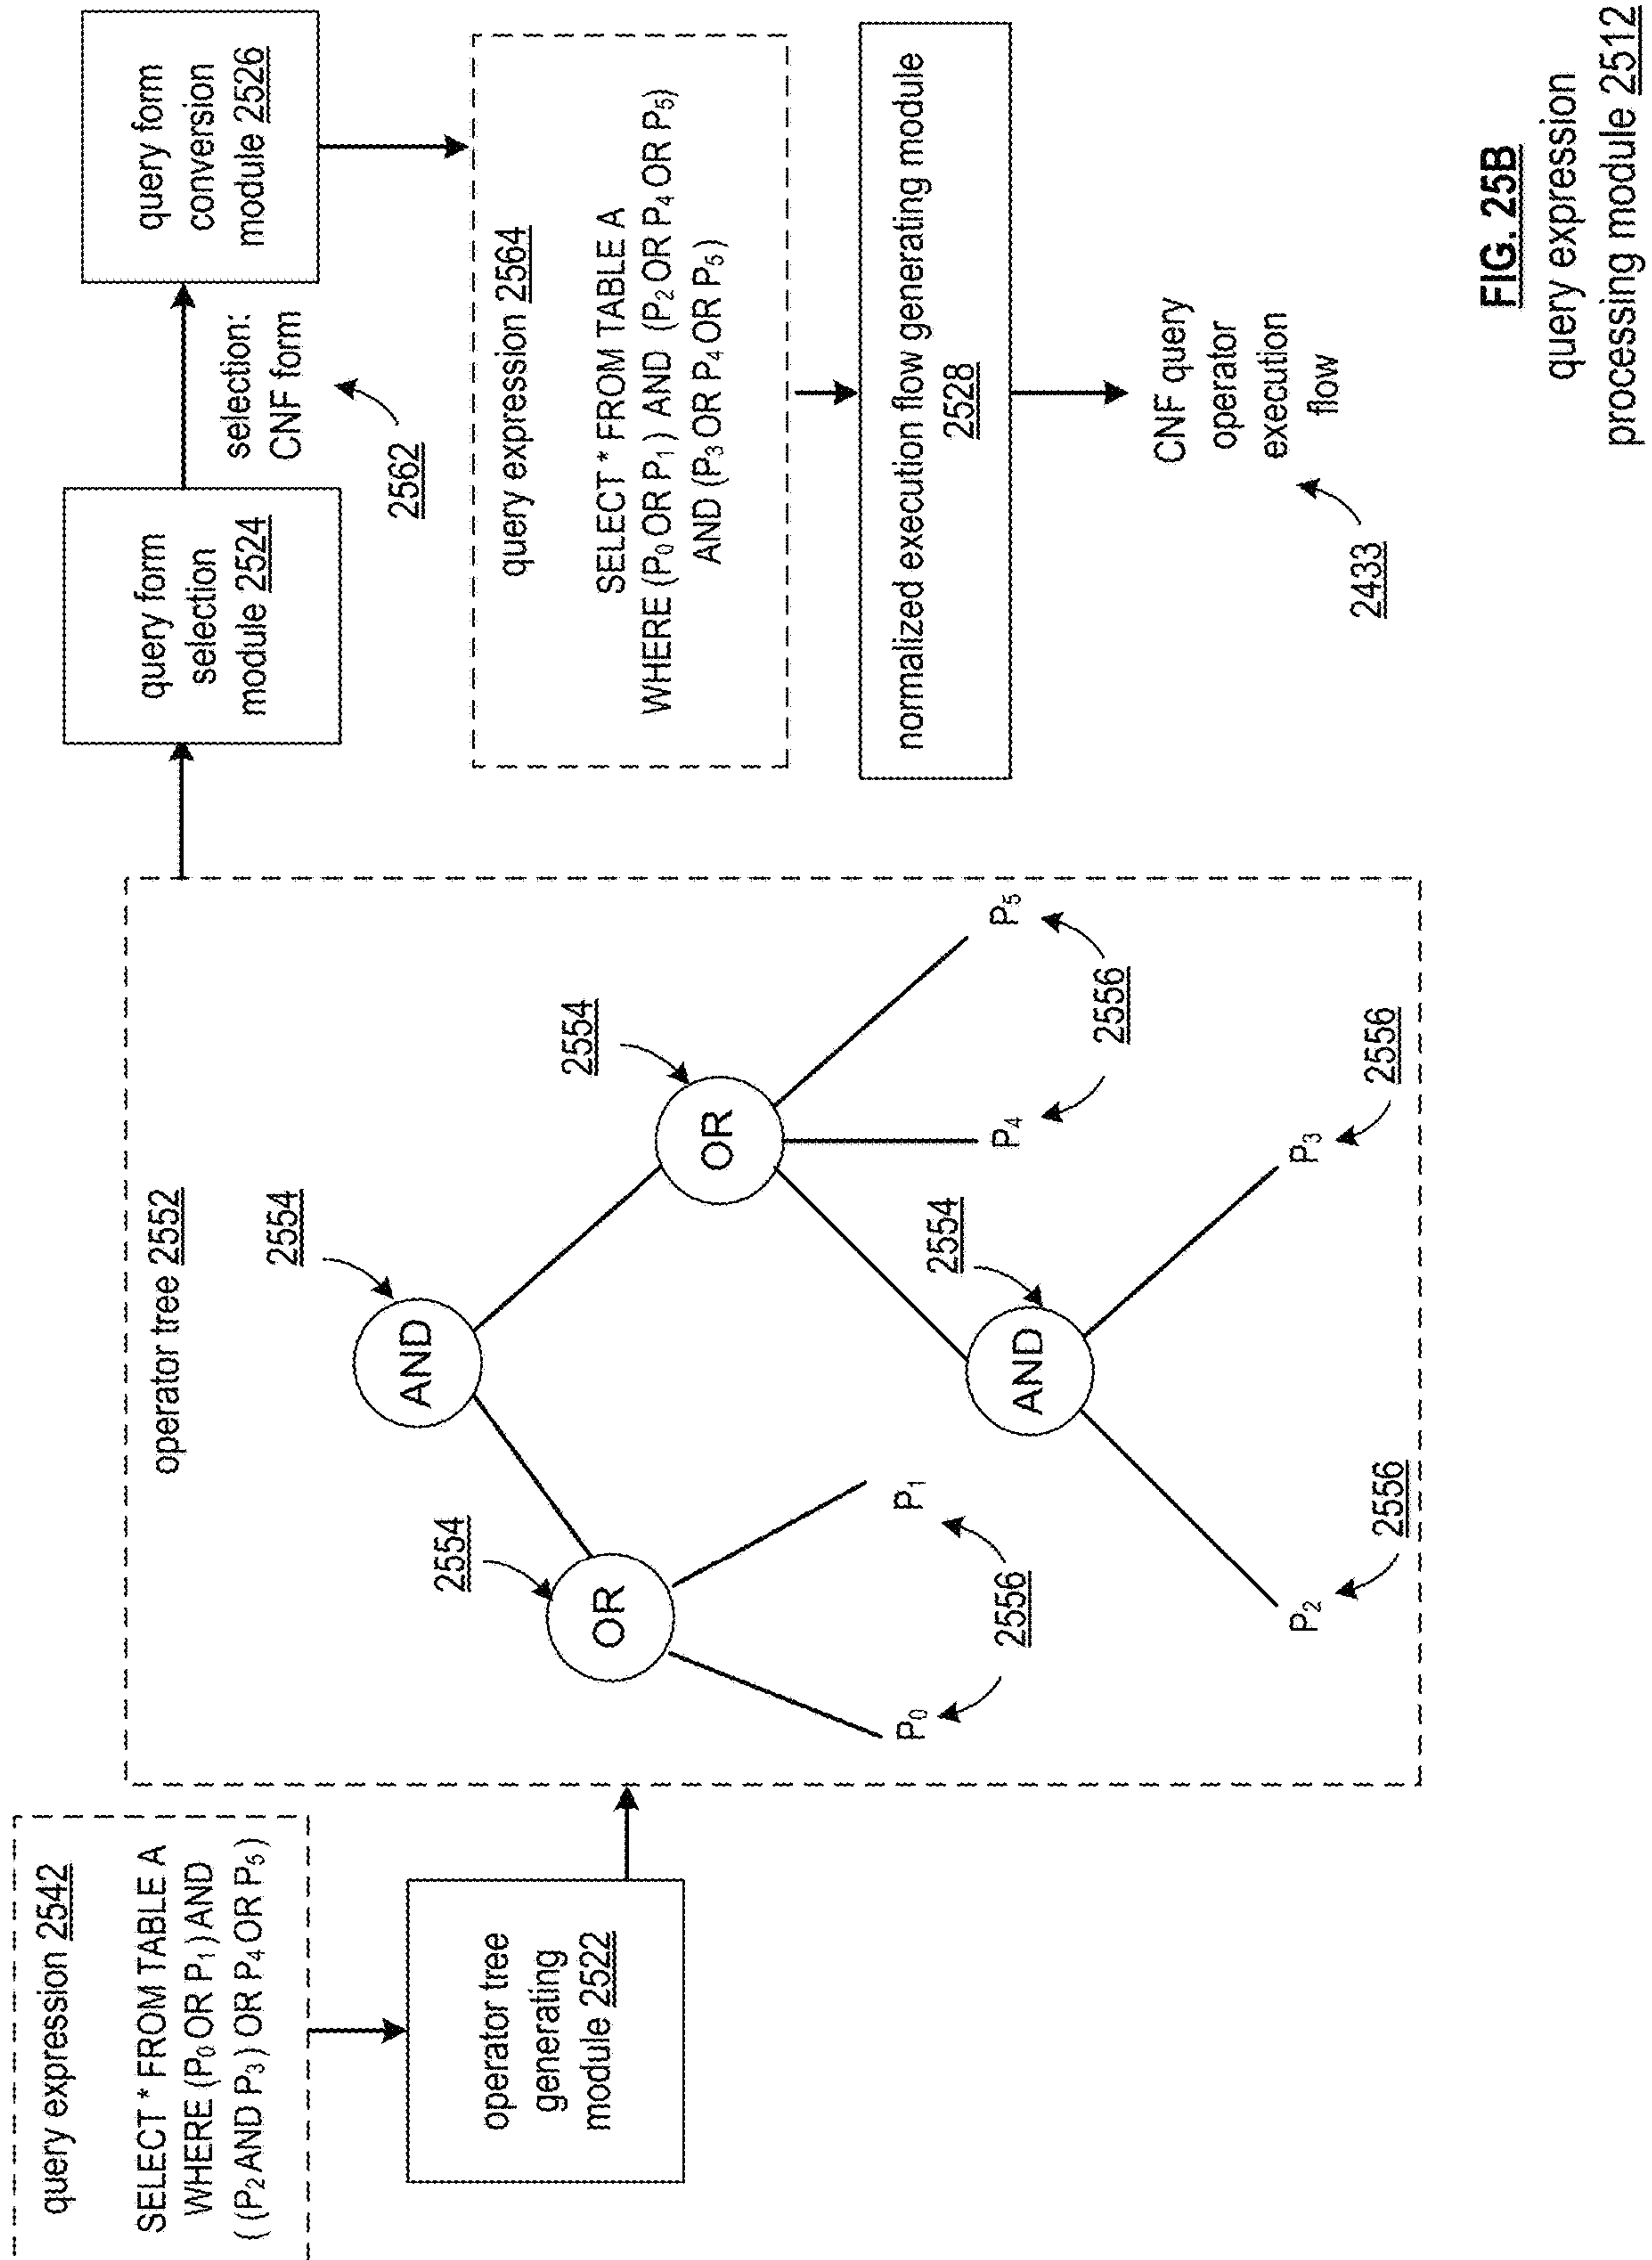 query expression 2542
SELECT * FROM TABLE A
WHERE (P0 OR P1) AND
((P2 AND P3) OR P4 OR P5)
operator tree
generating
module 2522
operator tree 2552
2554
AND
2554
OR
2554
OR
P0
P1
2556
P4
P5
2556
2554
AND
P2
2556
P3
2556
query form
selection
module 2524
selection:
CNF form
2562
query form
conversion
module 2526
query expression 2564
SELECT * FROM TABLE A
WHERE (P0 OR P1) AND (P2 OR P4 OR P5)
AND (P3 OR P4 OR P5)
normalized execution flow generating module
2528
CNF query
operator
execution
flow
2433
FIG. 25B
query expression
processing module 2512